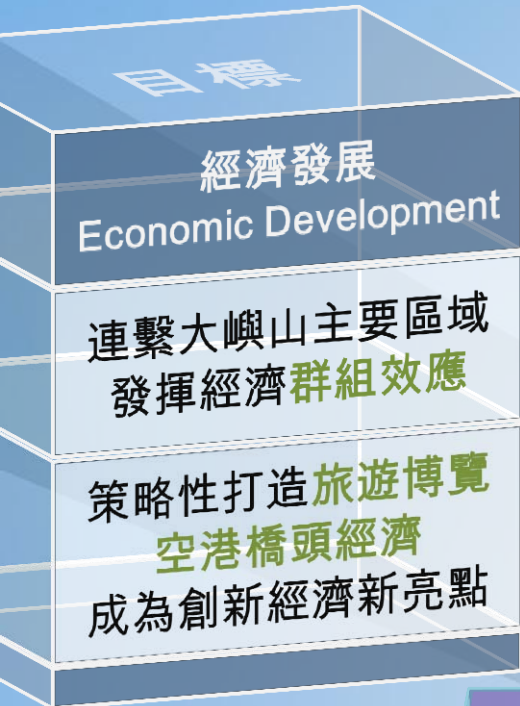 目標
經濟發展
Economic Development
連繫大嶼山主要區域
發揮經濟群組效應
策略性打造旅遊博覽
空港橋頭經濟
成為創新經濟新亮點